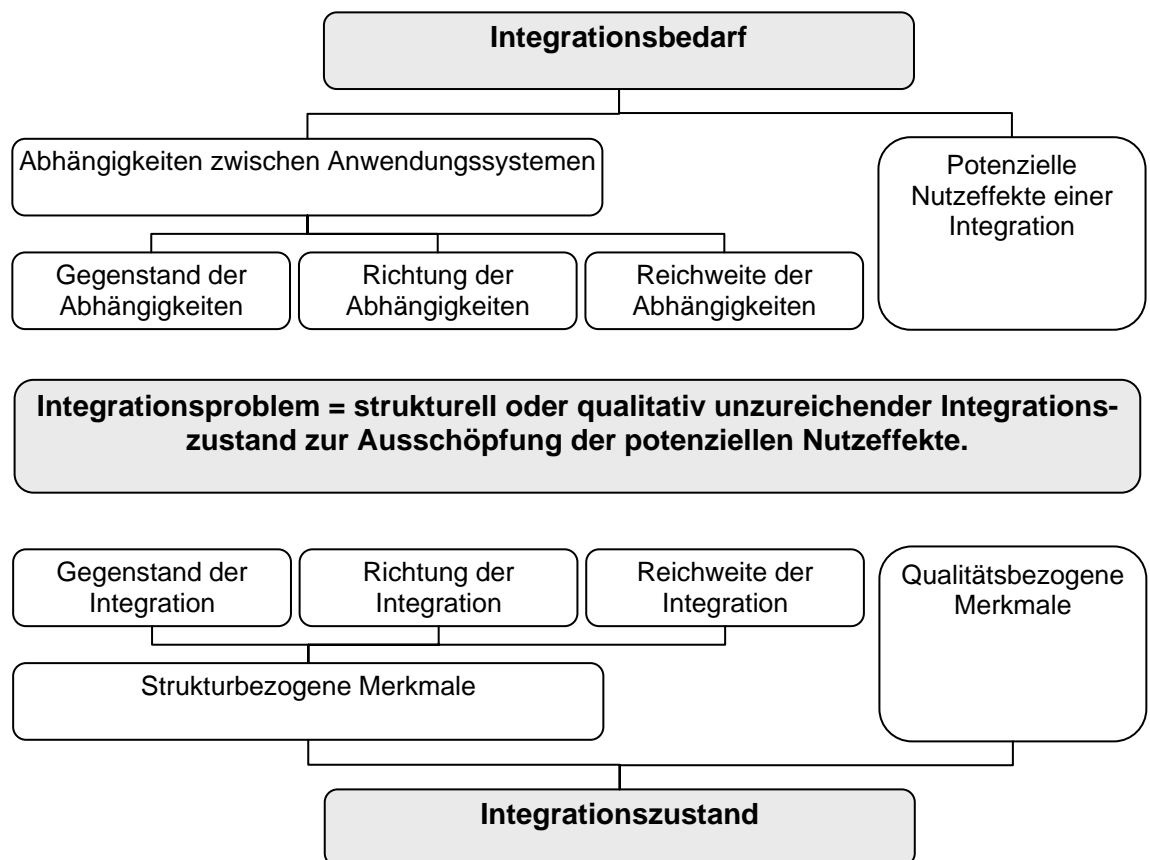 Integrationsbedarf
Abhängigkeiten zwischen Anwendungssystemen
Potenzielle
Nutzeffekte einer
Integration
Gegenstand der
Abhängigkeiten
Richtung der
Abhängigkeiten
Reichweite der
Abhängigkeiten
Integrationsproblem = strukturell oder qualitativ unzureichender Integrations-
zustand zur Ausschöpfung der potenziellen Nutzeffekte.
Gegenstand der
Integration
Richtung der
Integration
Reichweite der
Integration
Qualitätsbezogene
Merkmale
Strukturbezogene Merkmale
Integrationszustand